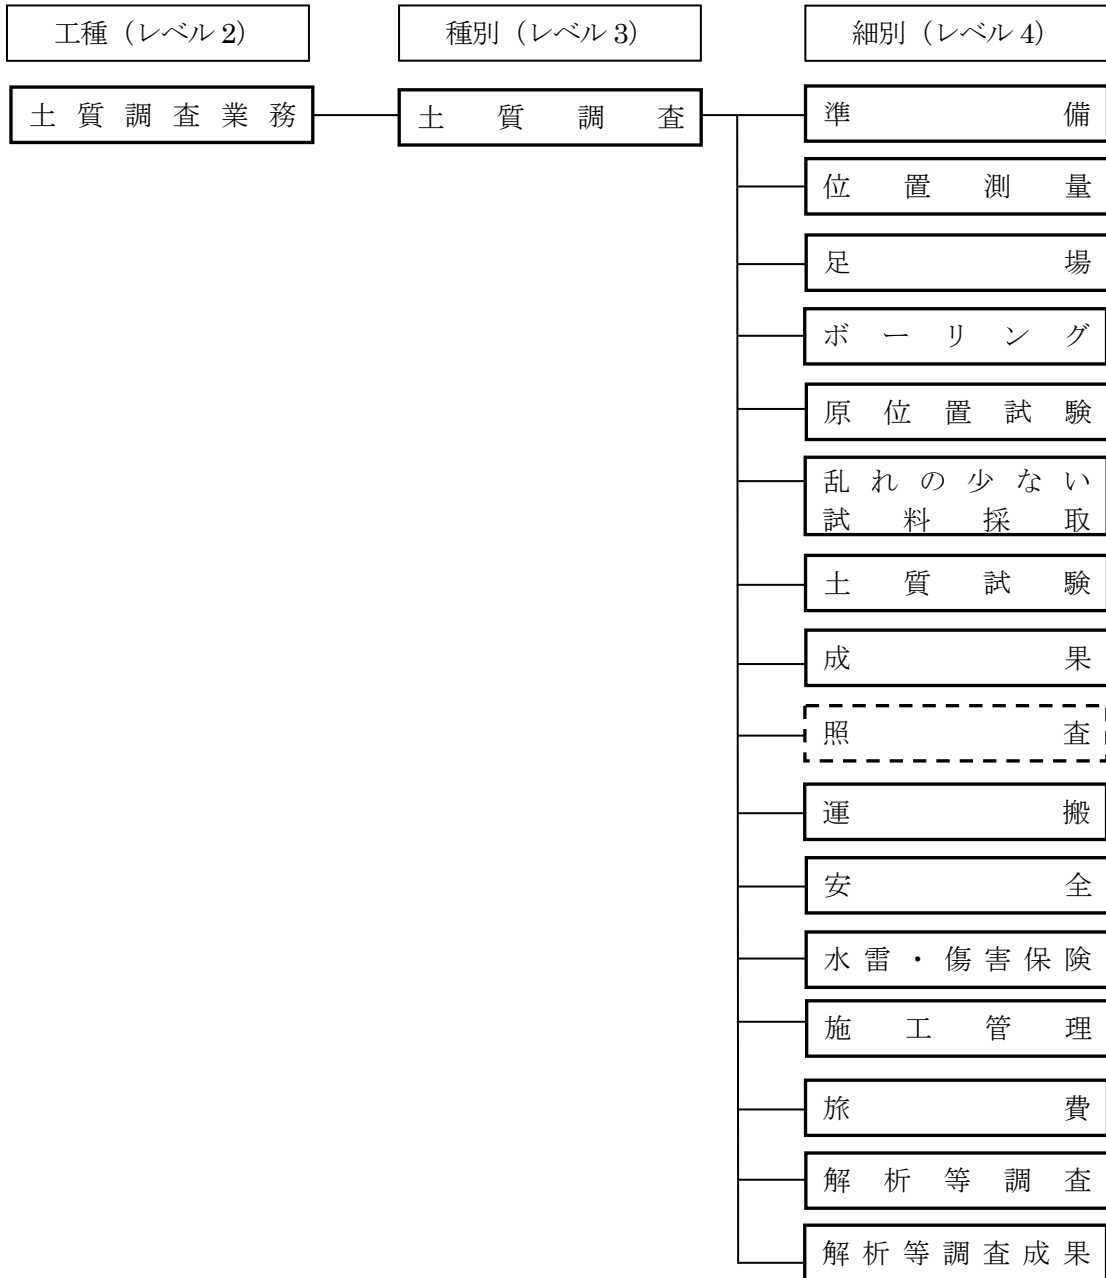 工種（レベル 2） 種別（レベル 3） 細別（レベル 4）
土質調査業務 土質調査 準備
位置測量
足場
ボーリング
原位置試験
乱れの少ない
試料採取
土質試験
成果
照査
運搬
安全
水雷・傷害保険
施工管理
旅費
解析等調査
解析等調査成果